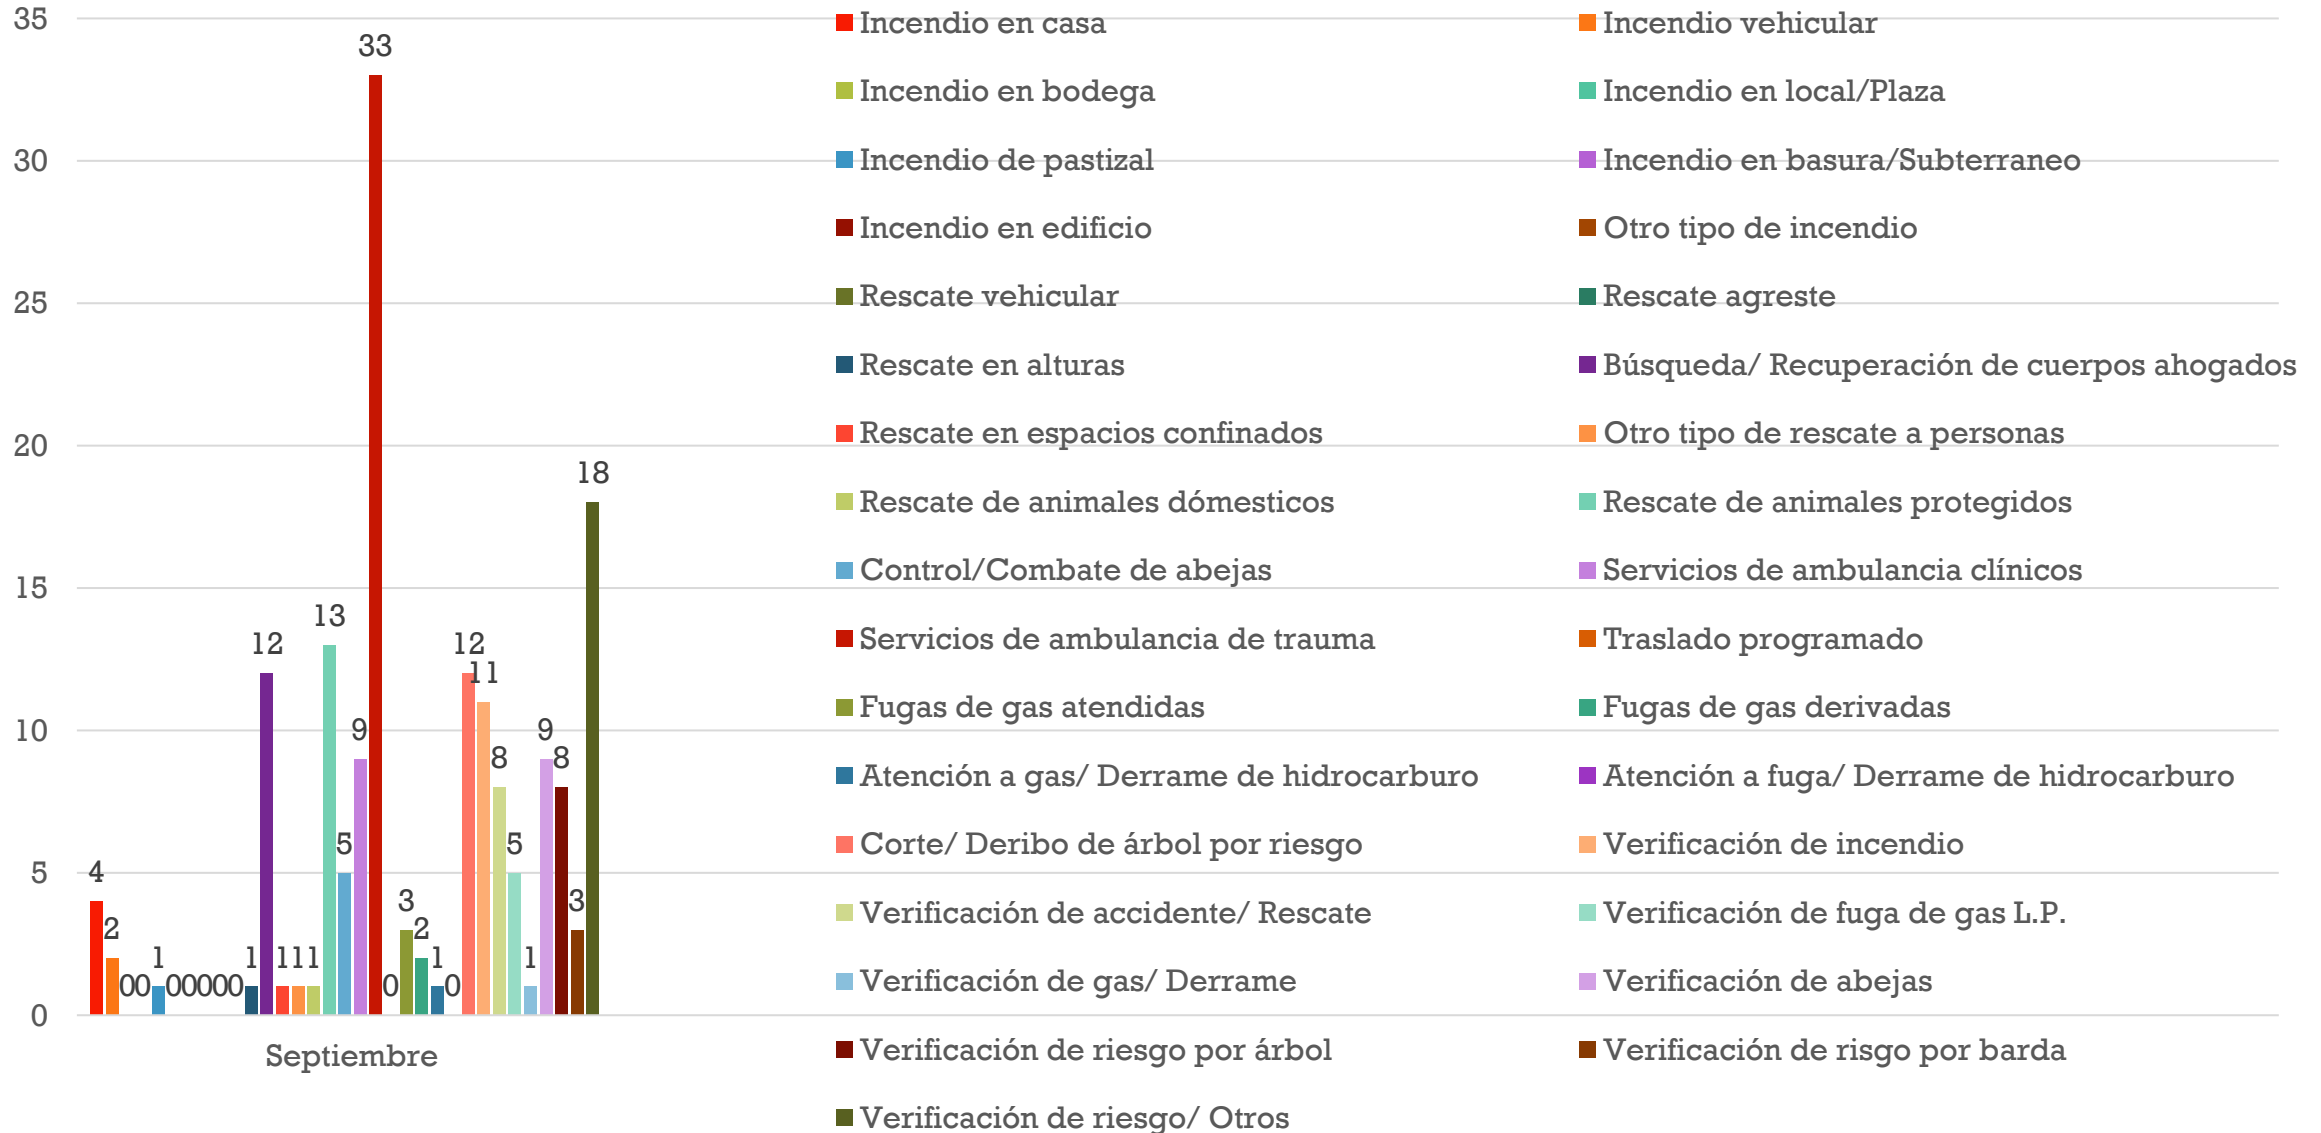 35
30
25
20
15
10
5
0
4
2
0
0
1
0
0
0
0
0
1
12
1
1
1
13
5
9
33
0
3
2
1
0
12
11
8
5
1
9
8
3
18
Septiembre
Incendio en casa
Incendio vehicular
Incendio en bodega
Incendio en local/Plaza
Incendio de pastizal
Incendio en basura/Subterraneo
Incendio en edificio
Otro tipo de incendio
Rescate vehicular
Rescate agreste
Rescate en alturas
Búsqueda/ Recuperación de cuerpos ahogados
Rescate en espacios confinados
Otro tipo de rescate a personas
Rescate de animales dómesticos
Rescate de animales protegidos
Control/Combate de abejas
Servicios de ambulancia clínicos
Servicios de ambulancia de trauma
Traslado programado
Fugas de gas atendidas
Fugas de gas derivadas
Atención a gas/ Derrame de hidrocarburo
Atención a fuga/ Derrame de hidrocarburo
Corte/ Deribo de árbol por riesgo
Verificación de incendio
Verificación de accidente/ Rescate
Verificación de fuga de gas L.P.
Verificación de gas/ Derrame
Verificación de abejas
Verificación de riesgo por árbol
Verificación de risgo por barda
Verificación de riesgo/ Otros